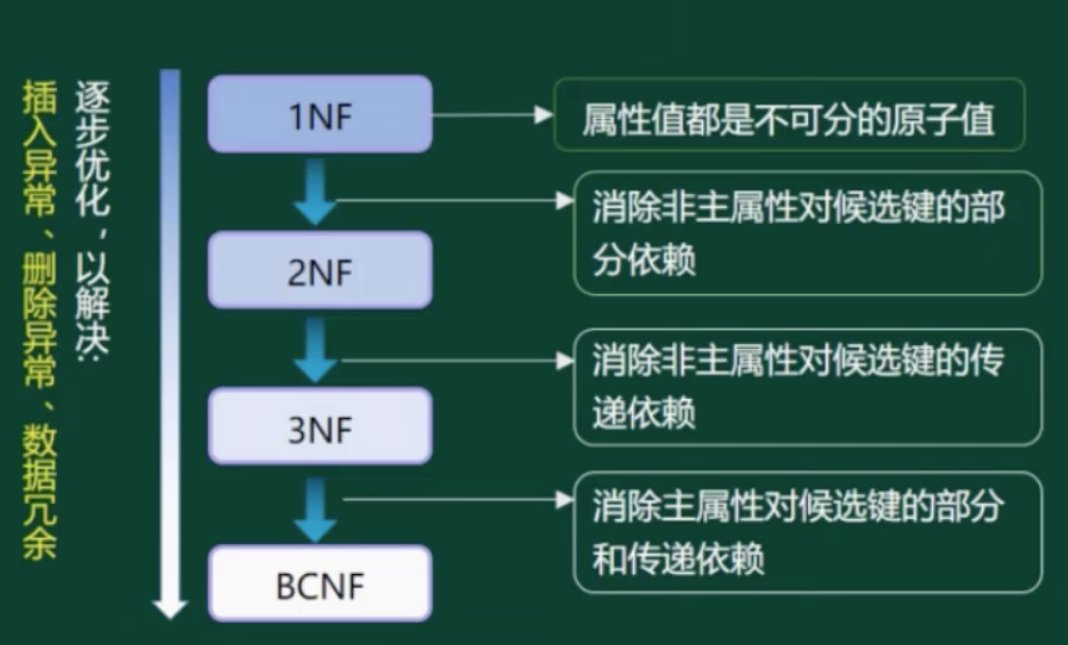 逐步优化，以解决：
插入异常、删除异常、数据冗余
1NF
属性值都是不可分的原子值
消除非主属性对候选键的部
分依赖
2NF
消除非主属性对候选键的传
递依赖
3NF
消除主属性对候选键的部分
和传递依赖
BCNF